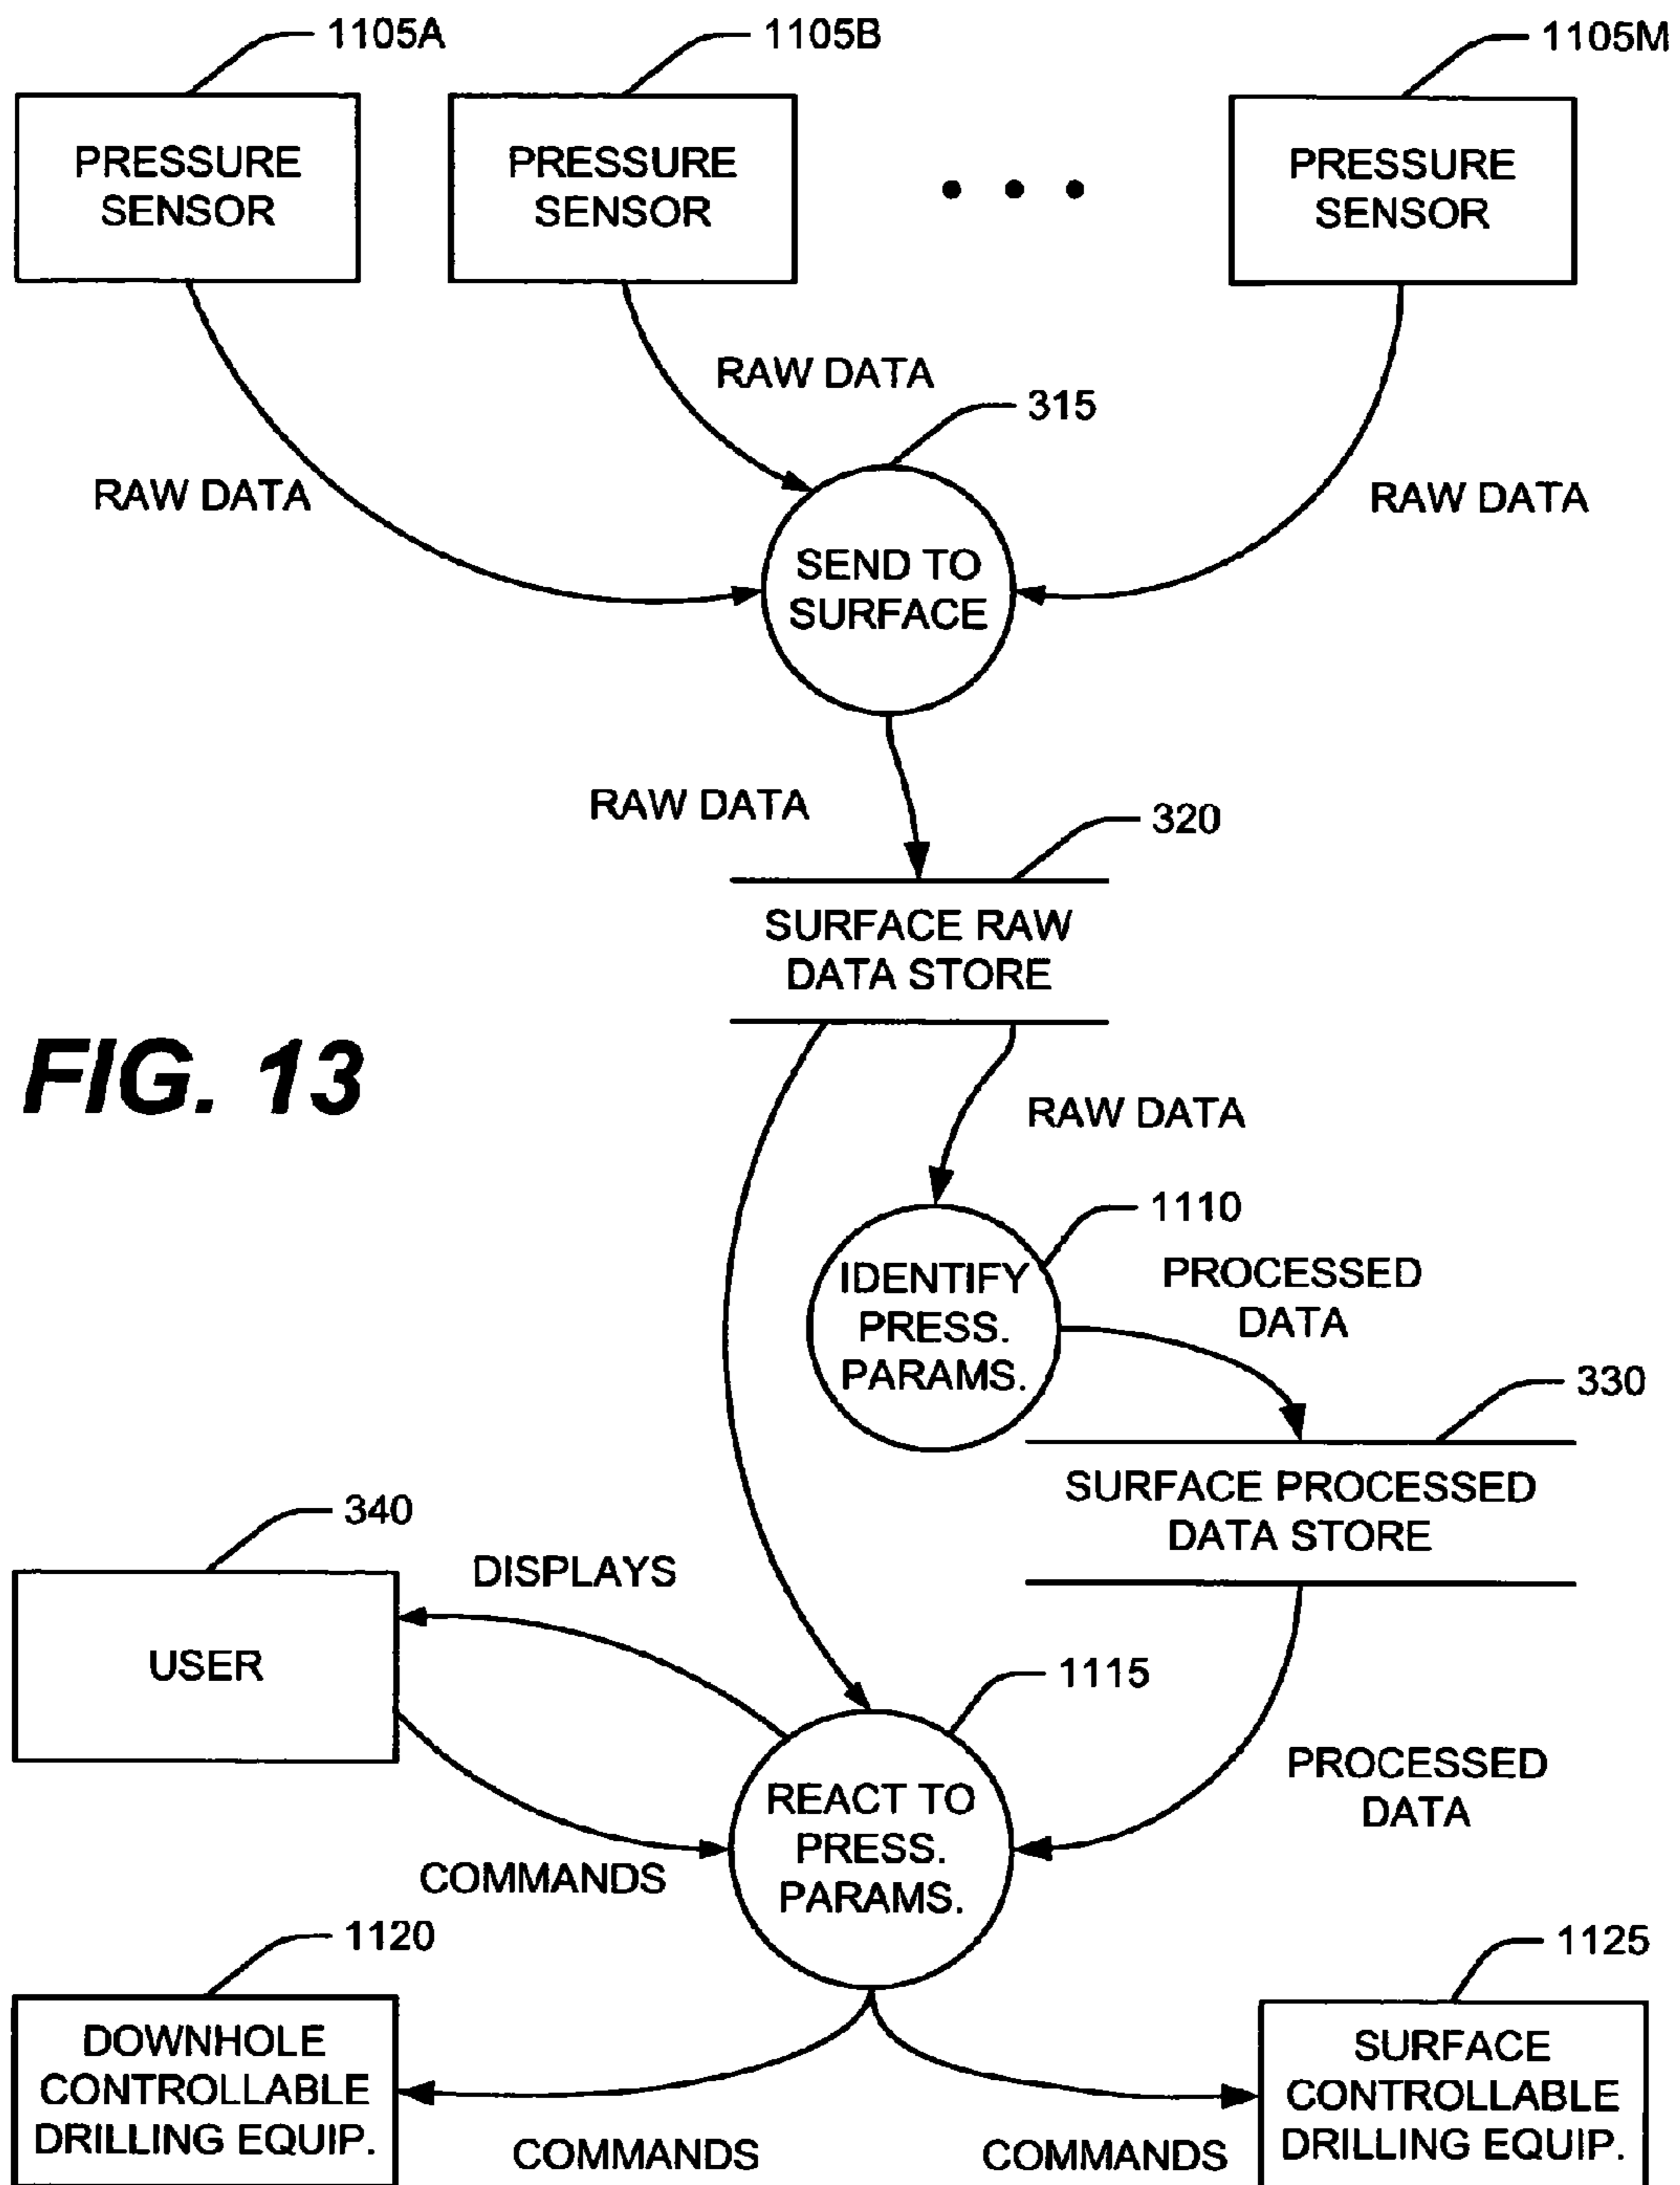 1105A
1105B
1105M
PRESSURE
SENSOR
PRESSURE
SENSOR
PRESSURE
SENSOR
RAW DATA
RAW DATA
RAW DATA
315
SEND TO
SURFACE
RAW DATA
320
SURFACE RAW
DATA STORE
FIG. 13
RAW DATA
1110
IDENTIFY
PRESS.
PARAMS.
PROCESSED
DATA
330
SURFACE PROCESSED
DATA STORE
340
USER
DISPLAYS
COMMANDS
1115
REACT TO
PRESS.
PARAMS.
PROCESSED
DATA
1120
DOWNHOLE
CONTROLLABLE
DRILLING EQUIP.
COMMANDS
COMMANDS
1125
SURFACE
CONTROLLABLE
DRILLING EQUIP.